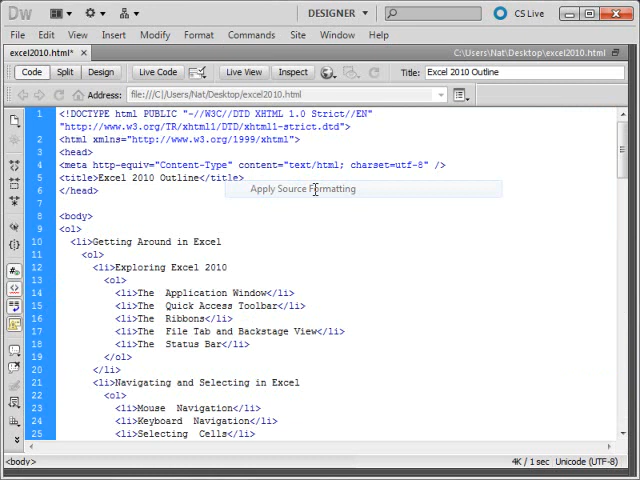 Dw DESIGNER CS Live
File Edit View Insert Modify Format Commands Site Window Help
excel2010.html* C:\Users\Nat\Desktop\excel2010.html
Code Split Design Live Code Live View Inspect Title: Excel 2010 Outline
Address: file:///C|/Users/Nat/Desktop/excel2010.html
1 <!DOCTYPE html PUBLIC "-//W3C//DTD XHTML 1.0 Strict//EN"
"http://www.w3.org/TR/xhtml1/DTD/xhtml1-strict.dtd">
2 <html xmlns="http://www.w3.org/1999/xhtml">
3 <head>
4 <meta http-equiv="Content-Type" content="text/html; charset=utf-8" />
5 <title>Excel 2010 Outline</title>
Apply Source Formatting
6 </head>
7
8 <body>
9 <ol>
10 <li>Getting Around in Excel
11 <ol>
12 <li>Exploring Excel 2010
13 <ol>
14 <li>The Application Window</li>
15 <li>The Quick Access Toolbar</li>
16 <li>The Ribbons</li>
17 <li>The File Tab and Backstage View</li>
18 <li>The Status Bar</li>
19 </ol>
20 </li>
21 <li>Navigating and Selecting in Excel
22 <ol>
23 <li>Mouse Navigation</li>
24 <li>Keyboard Navigation</li>
25 <li>Selecting Cells</li>
<body> 4K / 1 sec Unicode (UTF-8)